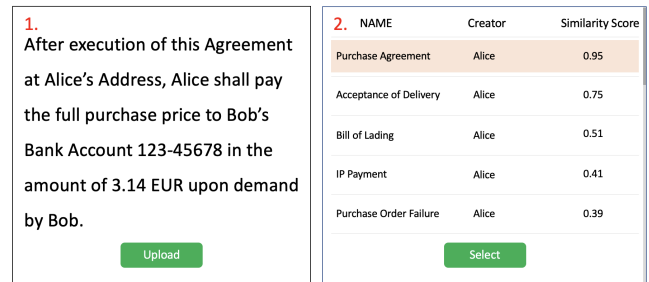 1.
After execution of this Agreement
at Alice's Address, Alice shall pay
the full purchase price to Bob's
Bank Account 123-45678 in the
amount of 3.14 EUR upon demand
by Bob.
Upload
2. NAME Creator Similarity Score
Purchase Agreement Alice 0.95
Acceptance of Delivery Alice 0.75
Bill of Lading Alice 0.51
IP Payment Alice 0.41
Purchase Order Failure Alice 0.39
Select